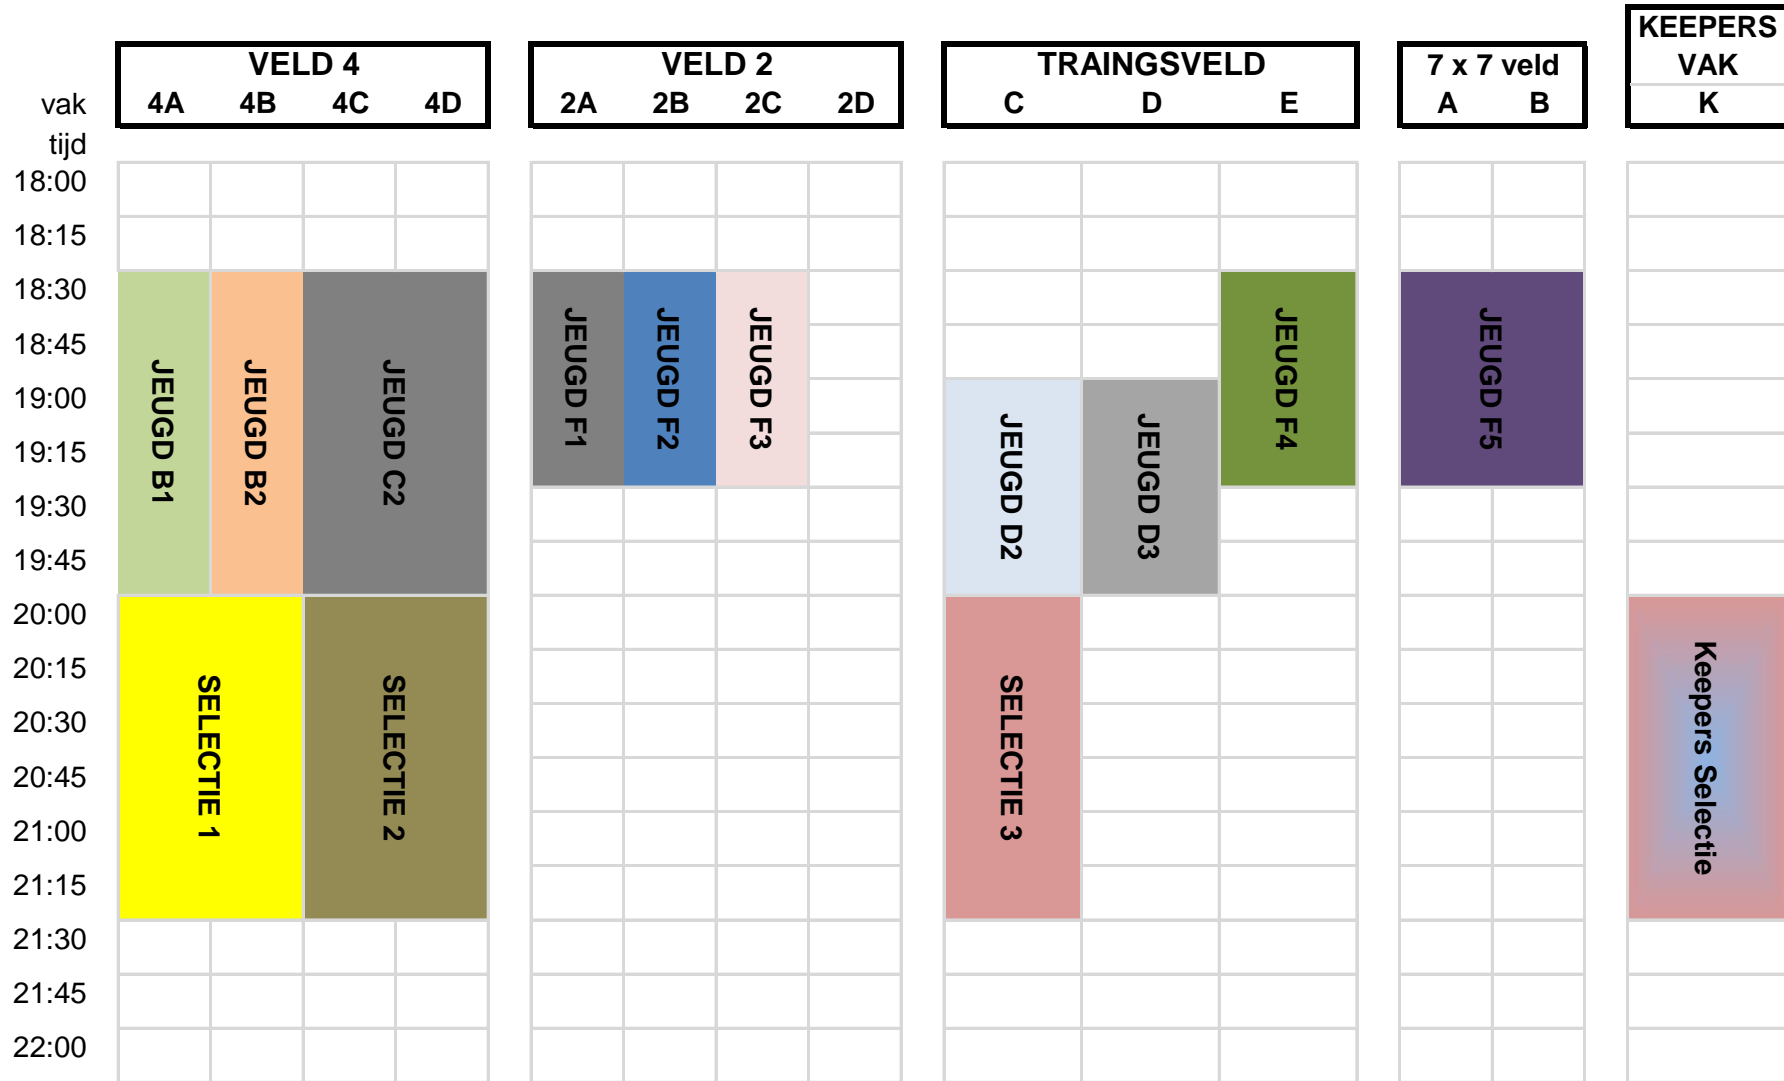 KEEPERS
VELD 4 VELD 2 TRAINGSVELD 7 x 7 veld VAK
vak 4A 4B 4C 4D 2A 2B 2C 2D C D E A B K
tijd
18:00
18:15
18:30
18:45
19:00
19:15
19:30
19:45
20:00
20:15
20:30
20:45
21:00
21:15
21:30
21:45
22:00
JEUGD B1
JEUGD B2
JEUGD C2
JEUGD F1
JEUGD F2
JEUGD F3
JEUGD D2
JEUGD D3
JEUGD F4
JEUGD F5
SELECTIE 1
SELECTIE 2
SELECTIE 3
Keepers Selectie